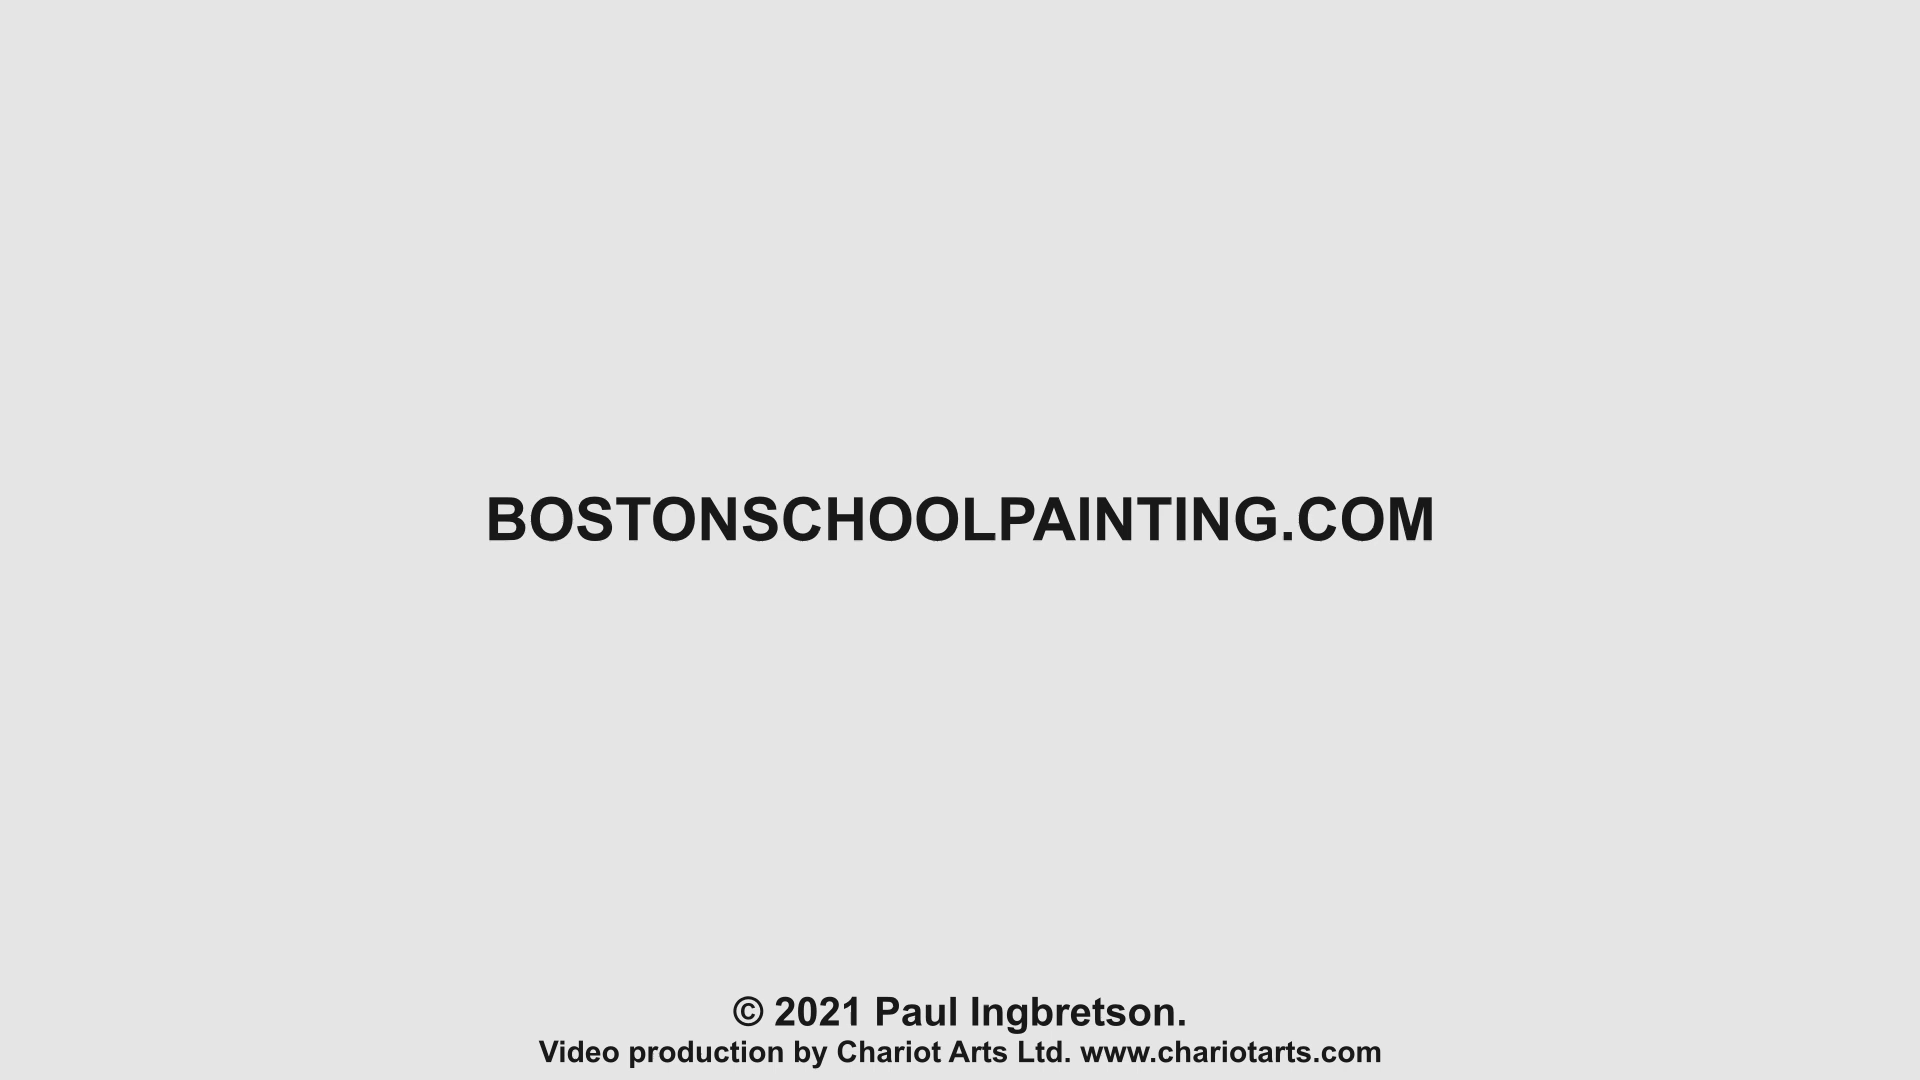 BOSTONSCHOOLPAINTING.COM
© 2021 Paul Ingbretson.
Video production by Chariot Arts Ltd. www.chariotarts.com